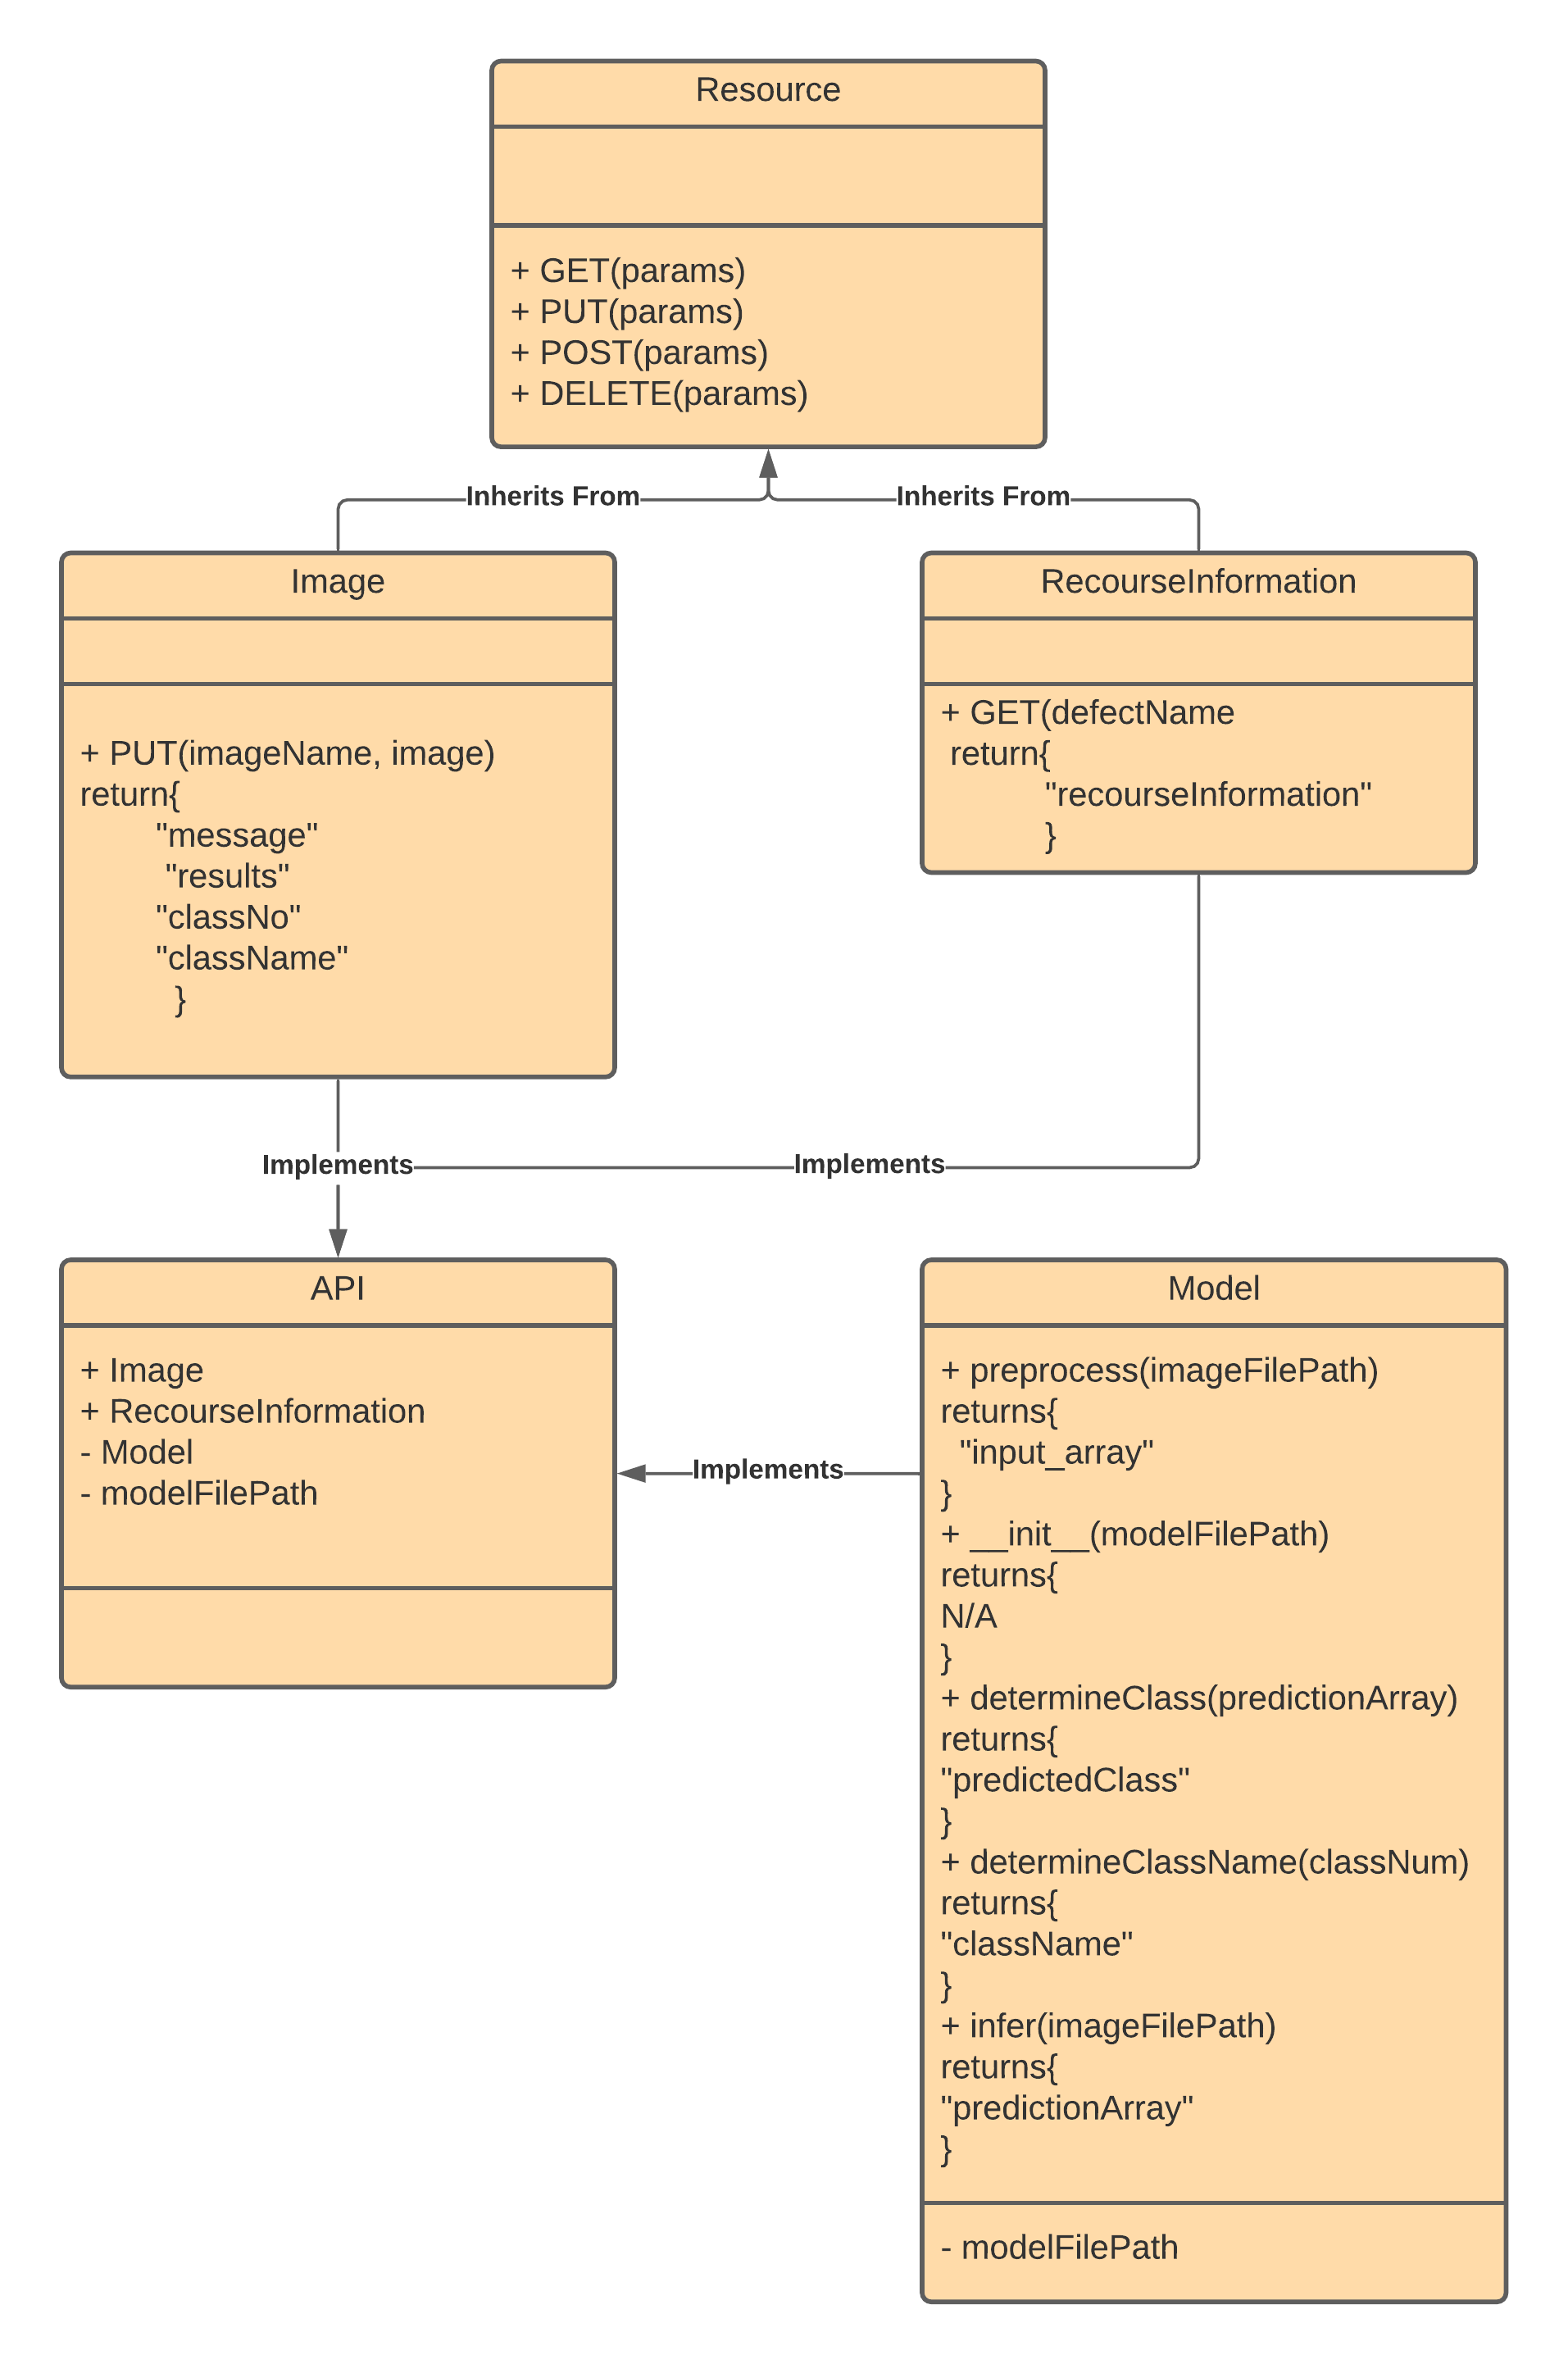 Resource
+ GET(params)
+ PUT(params)
+ POST(params)
+ DELETE(params)
Inherits From
Inherits From
Image
+ PUT(imageName, image)
return{
"message"
"results"
"classNo"
"className"
}
RecourseInformation
+ GET(defectName
return{
"recourseInformation"
}
Implements
Implements
API
+ Image
+ RecourseInformation
- Model
- modelFilePath
Implements
Model
+ preprocess(imageFilePath)
returns{
"input_array"
}
+ __init__(modelFilePath)
returns{
N/A
}
+ determineClass(predictionArray)
returns{
"predictedClass"
}
+ determineClassName(classNum)
returns{
"className"
}
+ infer(imageFilePath)
returns{
"predictionArray"
}
- modelFilePath